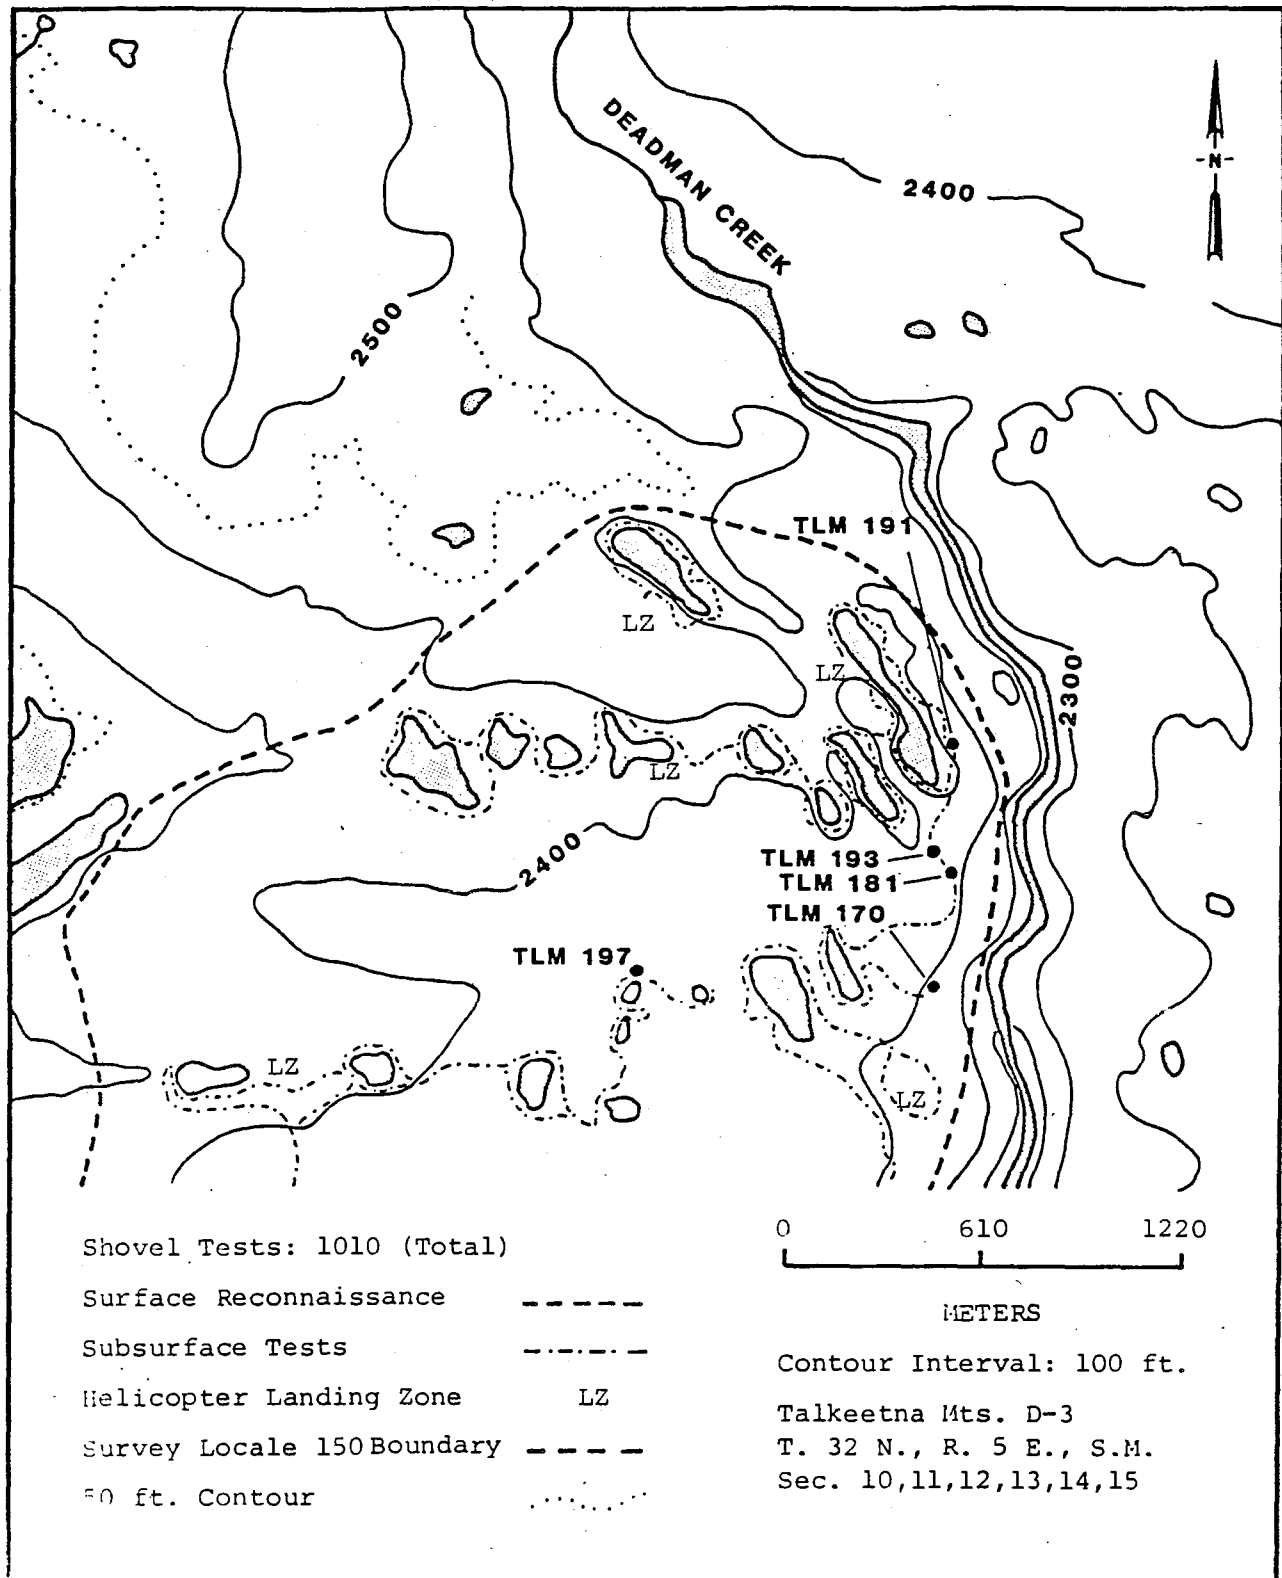 DEADMAN CREEK
-N-
2400
2500
TLM 191
LZ
LZ
2300
LZ
2400
TLM 193
TLM 181
TLM 170
TLM 197
LZ
LZ
Shovel Tests: 1010 (Total)
Surface Reconnaissance
Subsurface Tests
Helicopter Landing Zone LZ
Survey Locale 150 Boundary
50 ft. Contour
0 610 1220
METERS
Contour Interval: 100 ft.
Talkeetna Mts. D-3
T. 32 N., R. 5 E., S.M.
Sec. 10,11,12,13,14,15